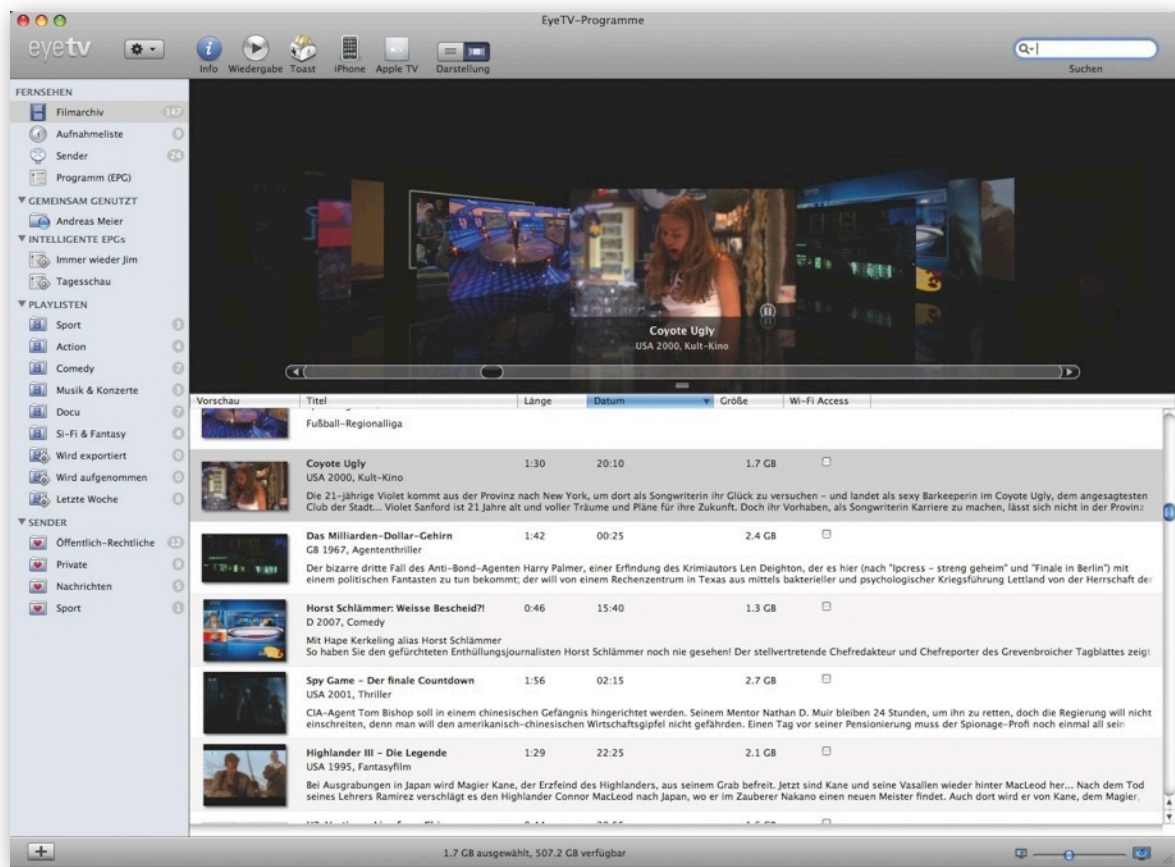 EyeTV-Programme
eyetv
Info
Wiedergabe
Toast
iPhone
Apple TV
Darstellung
Suchen
FERNSEHEN
Filmarchiv 147
Aufnahmeliste 9
Sender 24
Programm (EPG)
GEMEINSAM GENUTZT
Andreas Meier
INTELLIGENTE EPGs
Immer wieder Jim
Tagesschau
PLAYLISTEN
Sport 3
Action 4
Comedy 7
Musik & Konzerte 3
Docu 7
Si-Fi & Fantasy 4
Wird exportiert 0
Wird aufgenommen 0
Letzte Woche 6
SENDER
Öffentlich-Rechtliche 12
Private 9
Nachrichten 5
Sport 1
Coyote Ugly
USA 2000, Kult-Kino
Vorschau Titel Länge Datum Größe Wi-Fi Access
Fußball-Regionalliga
Coyote Ugly 1:30 20:10 1.7 GB
USA 2000, Kult-Kino
Die 21-jährige Violet kommt aus der Provinz nach New York, um dort als Songwriterin ihr Glück zu versuchen – und landet als sexy Barkeeperin im Coyote Ugly, dem angesagtesten
Club der Stadt... Violet Sanford ist 21 Jahre alt und voller Träume und Pläne für ihre Zukunft. Doch ihr Vorhaben, als Songwriterin Karriere zu machen, lässt sich nicht in der Provinz
Das Milliarden-Dollar-Gehirn 1:42 00:25 2.4 GB
GB 1967, Agententhriller
Der bizarre dritte Fall des Anti-Bond-Agenten Harry Palmer, einer Erfindung des Krimiautors Len Deighton, der es hier (nach "Ipcress – streng geheim" und "Finale in Berlin") mit
einem politischen Fantasten zu tun bekommt; der will von einem Rechenzentrum in Texas aus mittels bakterieller und psychologischer Kriegsführung Lettland von der Herrschaft der
Horst Schlämmer: Weisse Bescheid?! 0:46 15:40 1.3 GB
D 2007, Comedy
Mit Hape Kerkeling alias Horst Schlämmer
So haben Sie den gefürchteten Enthüllungsjournalisten Horst Schlämmer noch nie gesehen! Der stellvertretende Chefredakteur und Chefreporter des Grevenbroicher Tagblattes zeigt
Spy Game – Der finale Countdown 1:56 02:15 2.7 GB
USA 2001, Thriller
CIA-Agent Tom Bishop soll in einem chinesischen Gefängnis hingerichtet werden. Seinem Mentor Nathan D. Muir bleiben 24 Stunden, um ihn zu retten, doch die Regierung will nicht
einschreiten, denn man will den amerikanisch-chinesischen Wirtschaftsgipfel nicht gefährden. Einen Tag vor seiner Pensionierung muss der Spionage-Profi noch einmal all sein
Highlander III – Die Legende 1:29 22:25 2.1 GB
USA 1995, Fantasyfilm
Bei Ausgrabungen in Japan wird Magier Kane, der Erzfeind des Highlanders, aus seinem Grab befreit. Jetzt sind Kane und seine Vasallen wieder hinter MacLeod her... Nach dem Tod
seines Lehrers Ramirez verschlägt es den Highlander Connor MacLeod nach Japan, wo er im Zauberer Nakano einen neuen Meister findet. Auch dort wird er von Kane, dem Magier,
1.7 GB ausgewählt, 507.2 GB verfügbar